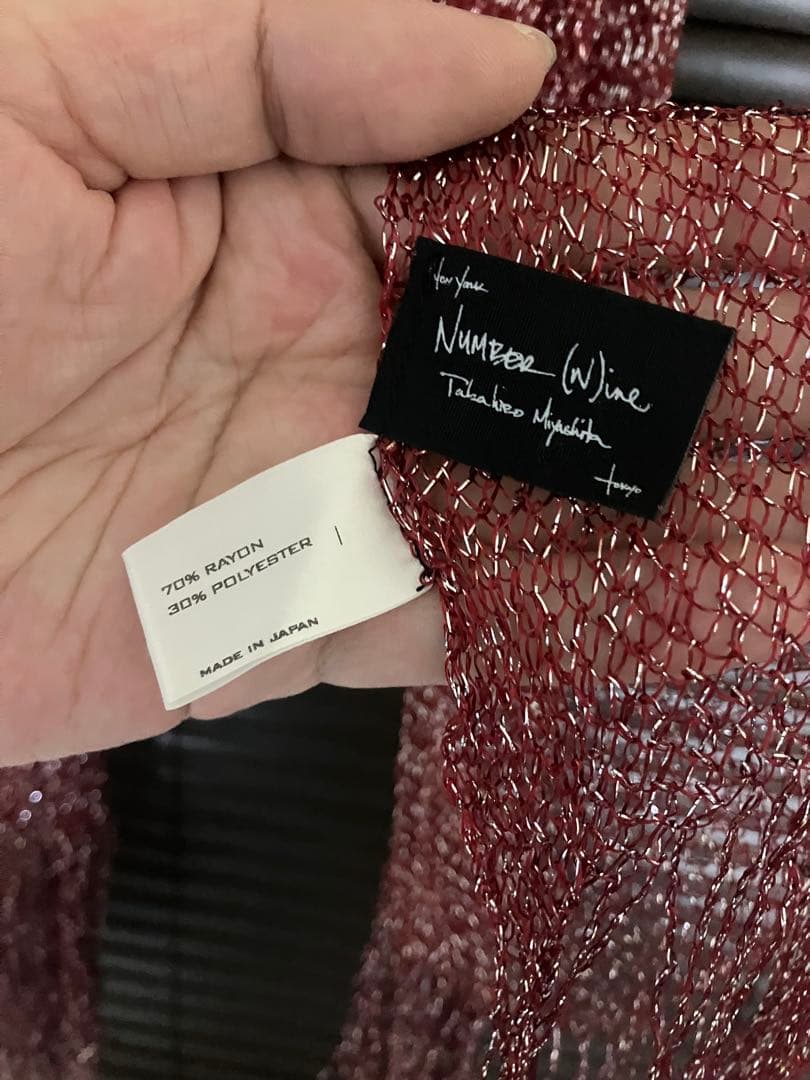 New York
NUMBER (N)ine
Takahiro Miyashita
tokyo
70% RAYON
30% POLYESTER
MADE IN JAPAN